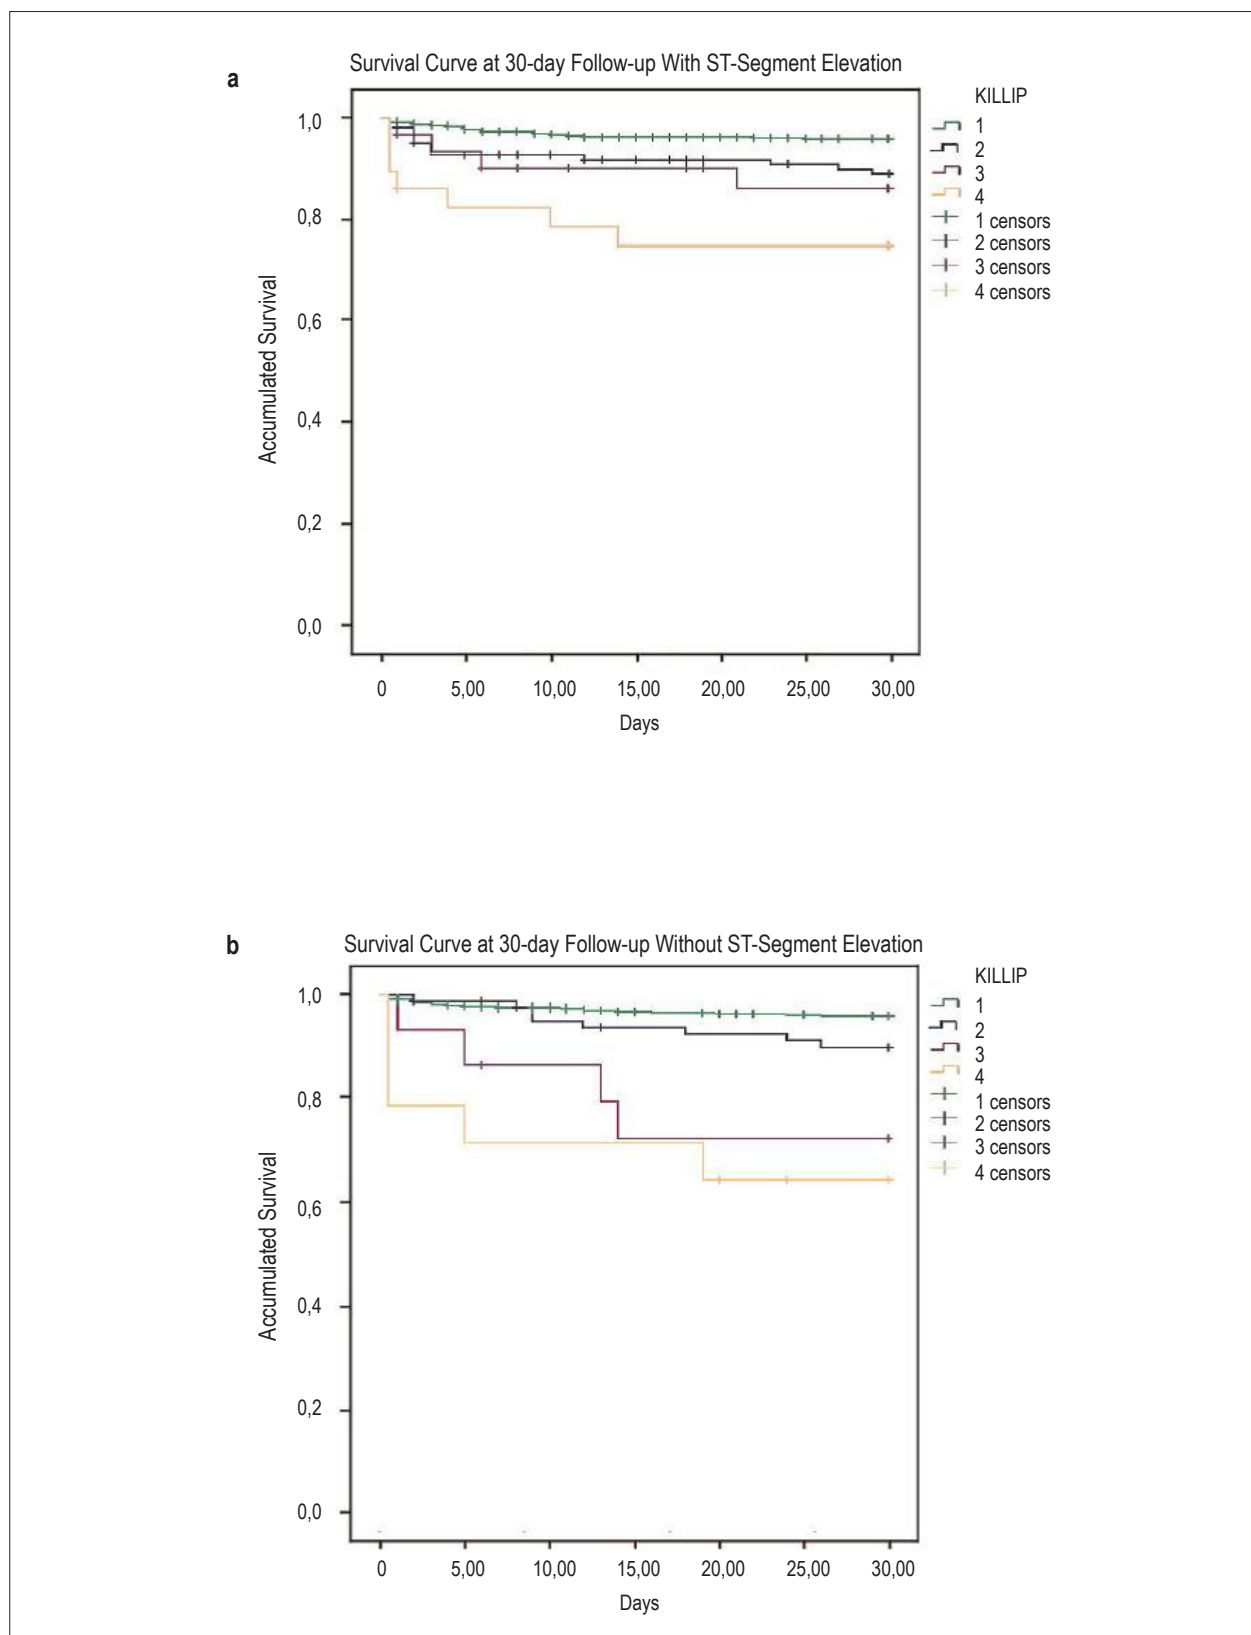 a
Survival Curve at 30-day Follow-up With ST-Segment Elevation
KILLIP
1
2
3
4
1 censors
2 censors
3 censors
4 censors
Accumulated Survival
1,0
0,8
0,6
0,4
0,2
0,0
0 5,00 10,00 15,00 20,00 25,00 30,00
Days
b
Survival Curve at 30-day Follow-up Without ST-Segment Elevation
KILLIP
1
2
3
4
1 censors
2 censors
3 censors
4 censors
Accumulated Survival
1,0
0,8
0,6
0,4
0,2
0,0
0 5,00 10,00 15,00 20,00 25,00 30,00
Days